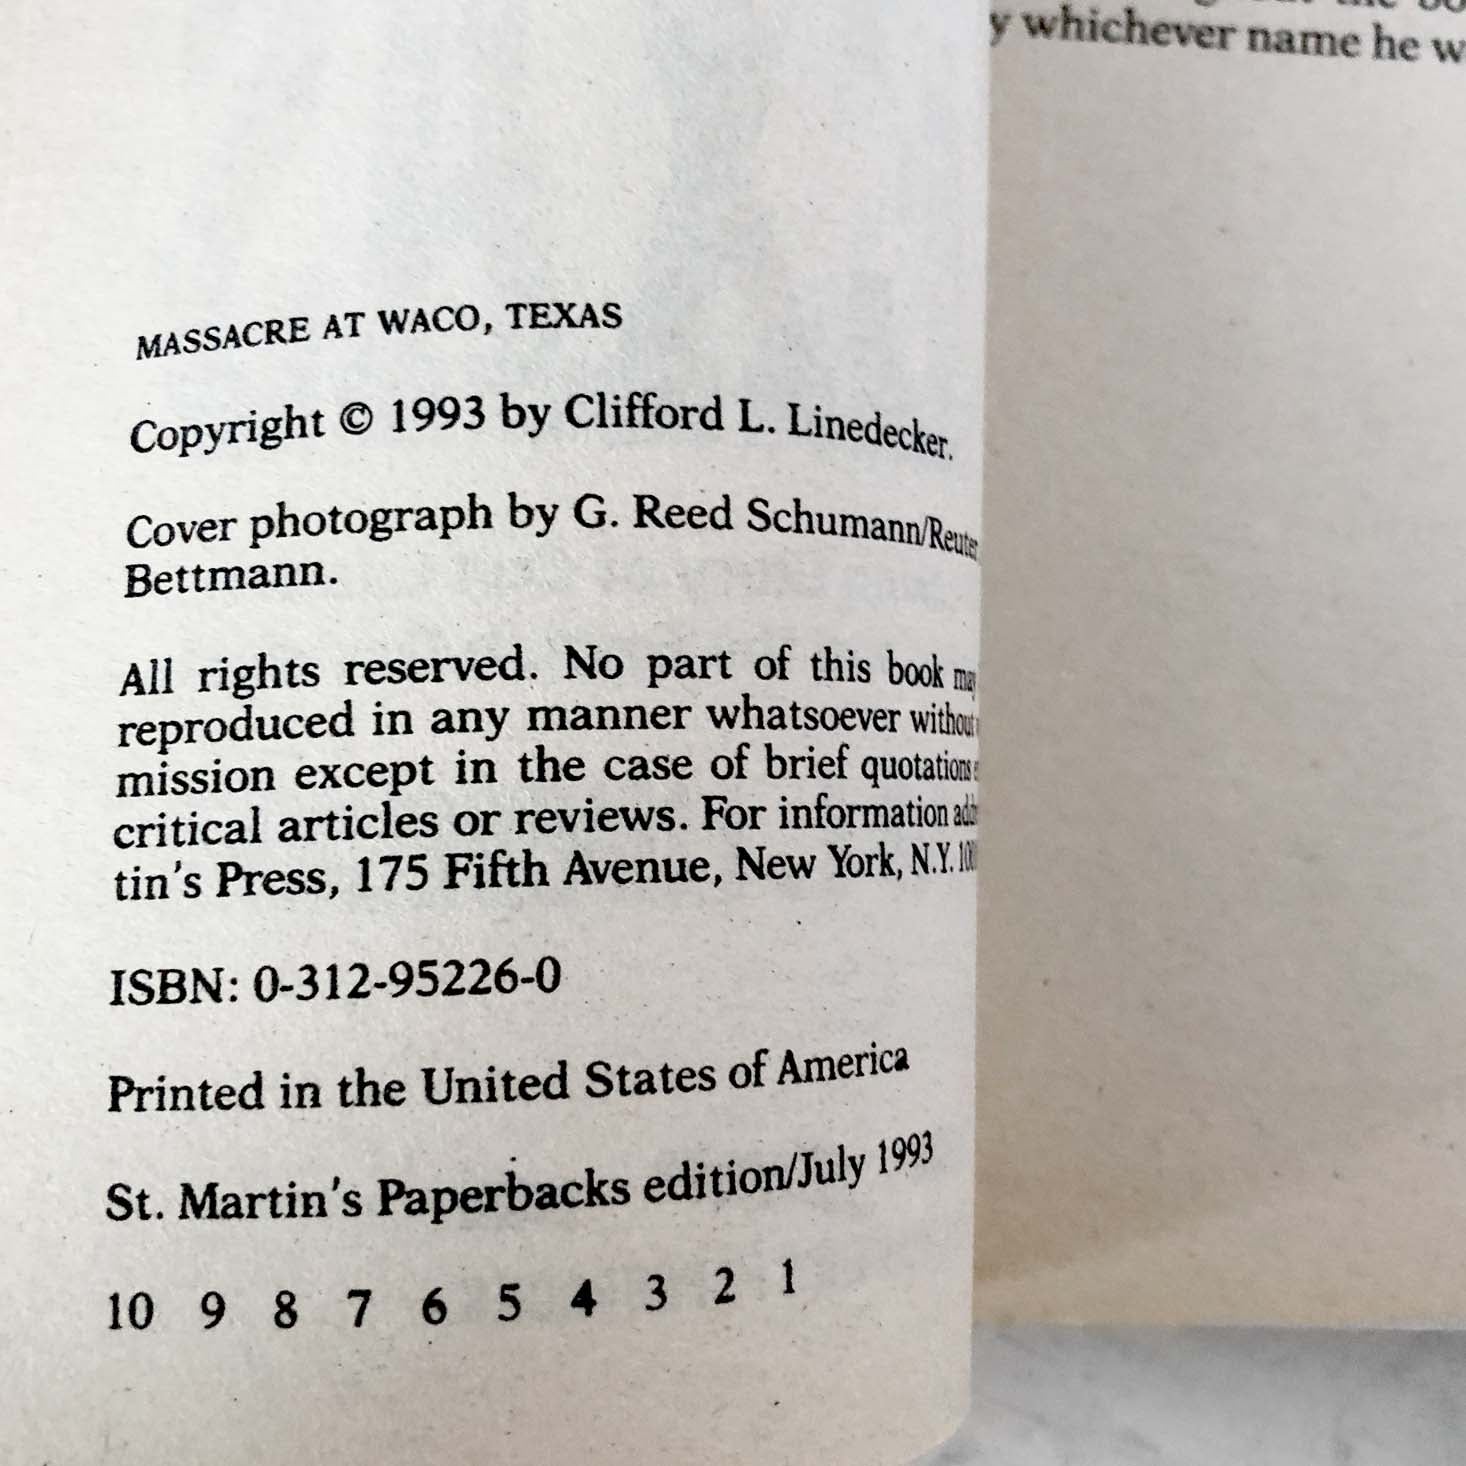 MASSACRE AT WACO, TEXAS
Copyright © 1993 by Clifford L. Linedecker.
Cover photograph by G. Reed Schumann/Reuter
Bettmann.
All rights reserved. No part of this book may
reproduced in any manner whatsoever without
mission except in the case of brief quotations
critical articles or reviews. For information
tin's Press, 175 Fifth Avenue, New York, N.Y.
ISBN: 0-312-95226-0
Printed in the United States of America
St. Martin's Paperbacks edition/July 1993
10 9 8 7 6 5 4 3 2 1
y whichever name he w